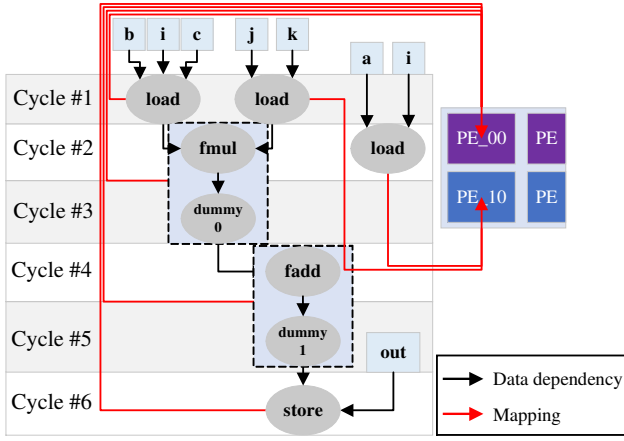 b i c j k
a i
Cycle #1 load load
Cycle #2 fmul load
PE_00 PE
Cycle #3 dummy
0
PE_10 PE
Cycle #4 fadd
Cycle #5 dummy
1
out
Cycle #6 store
Data dependency
Mapping